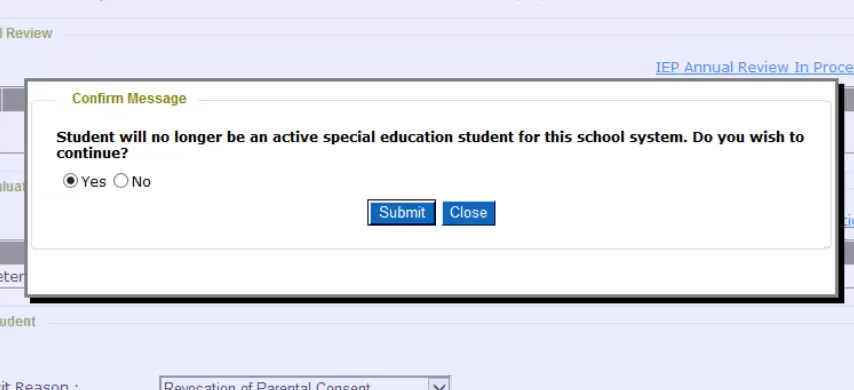 Review
IEP Annual Review In Proce
Confirm Message
Student will no longer be an active special education student for this school system. Do you wish to
continue?
Yes No
Submit Close
Revocation of Parental Consent